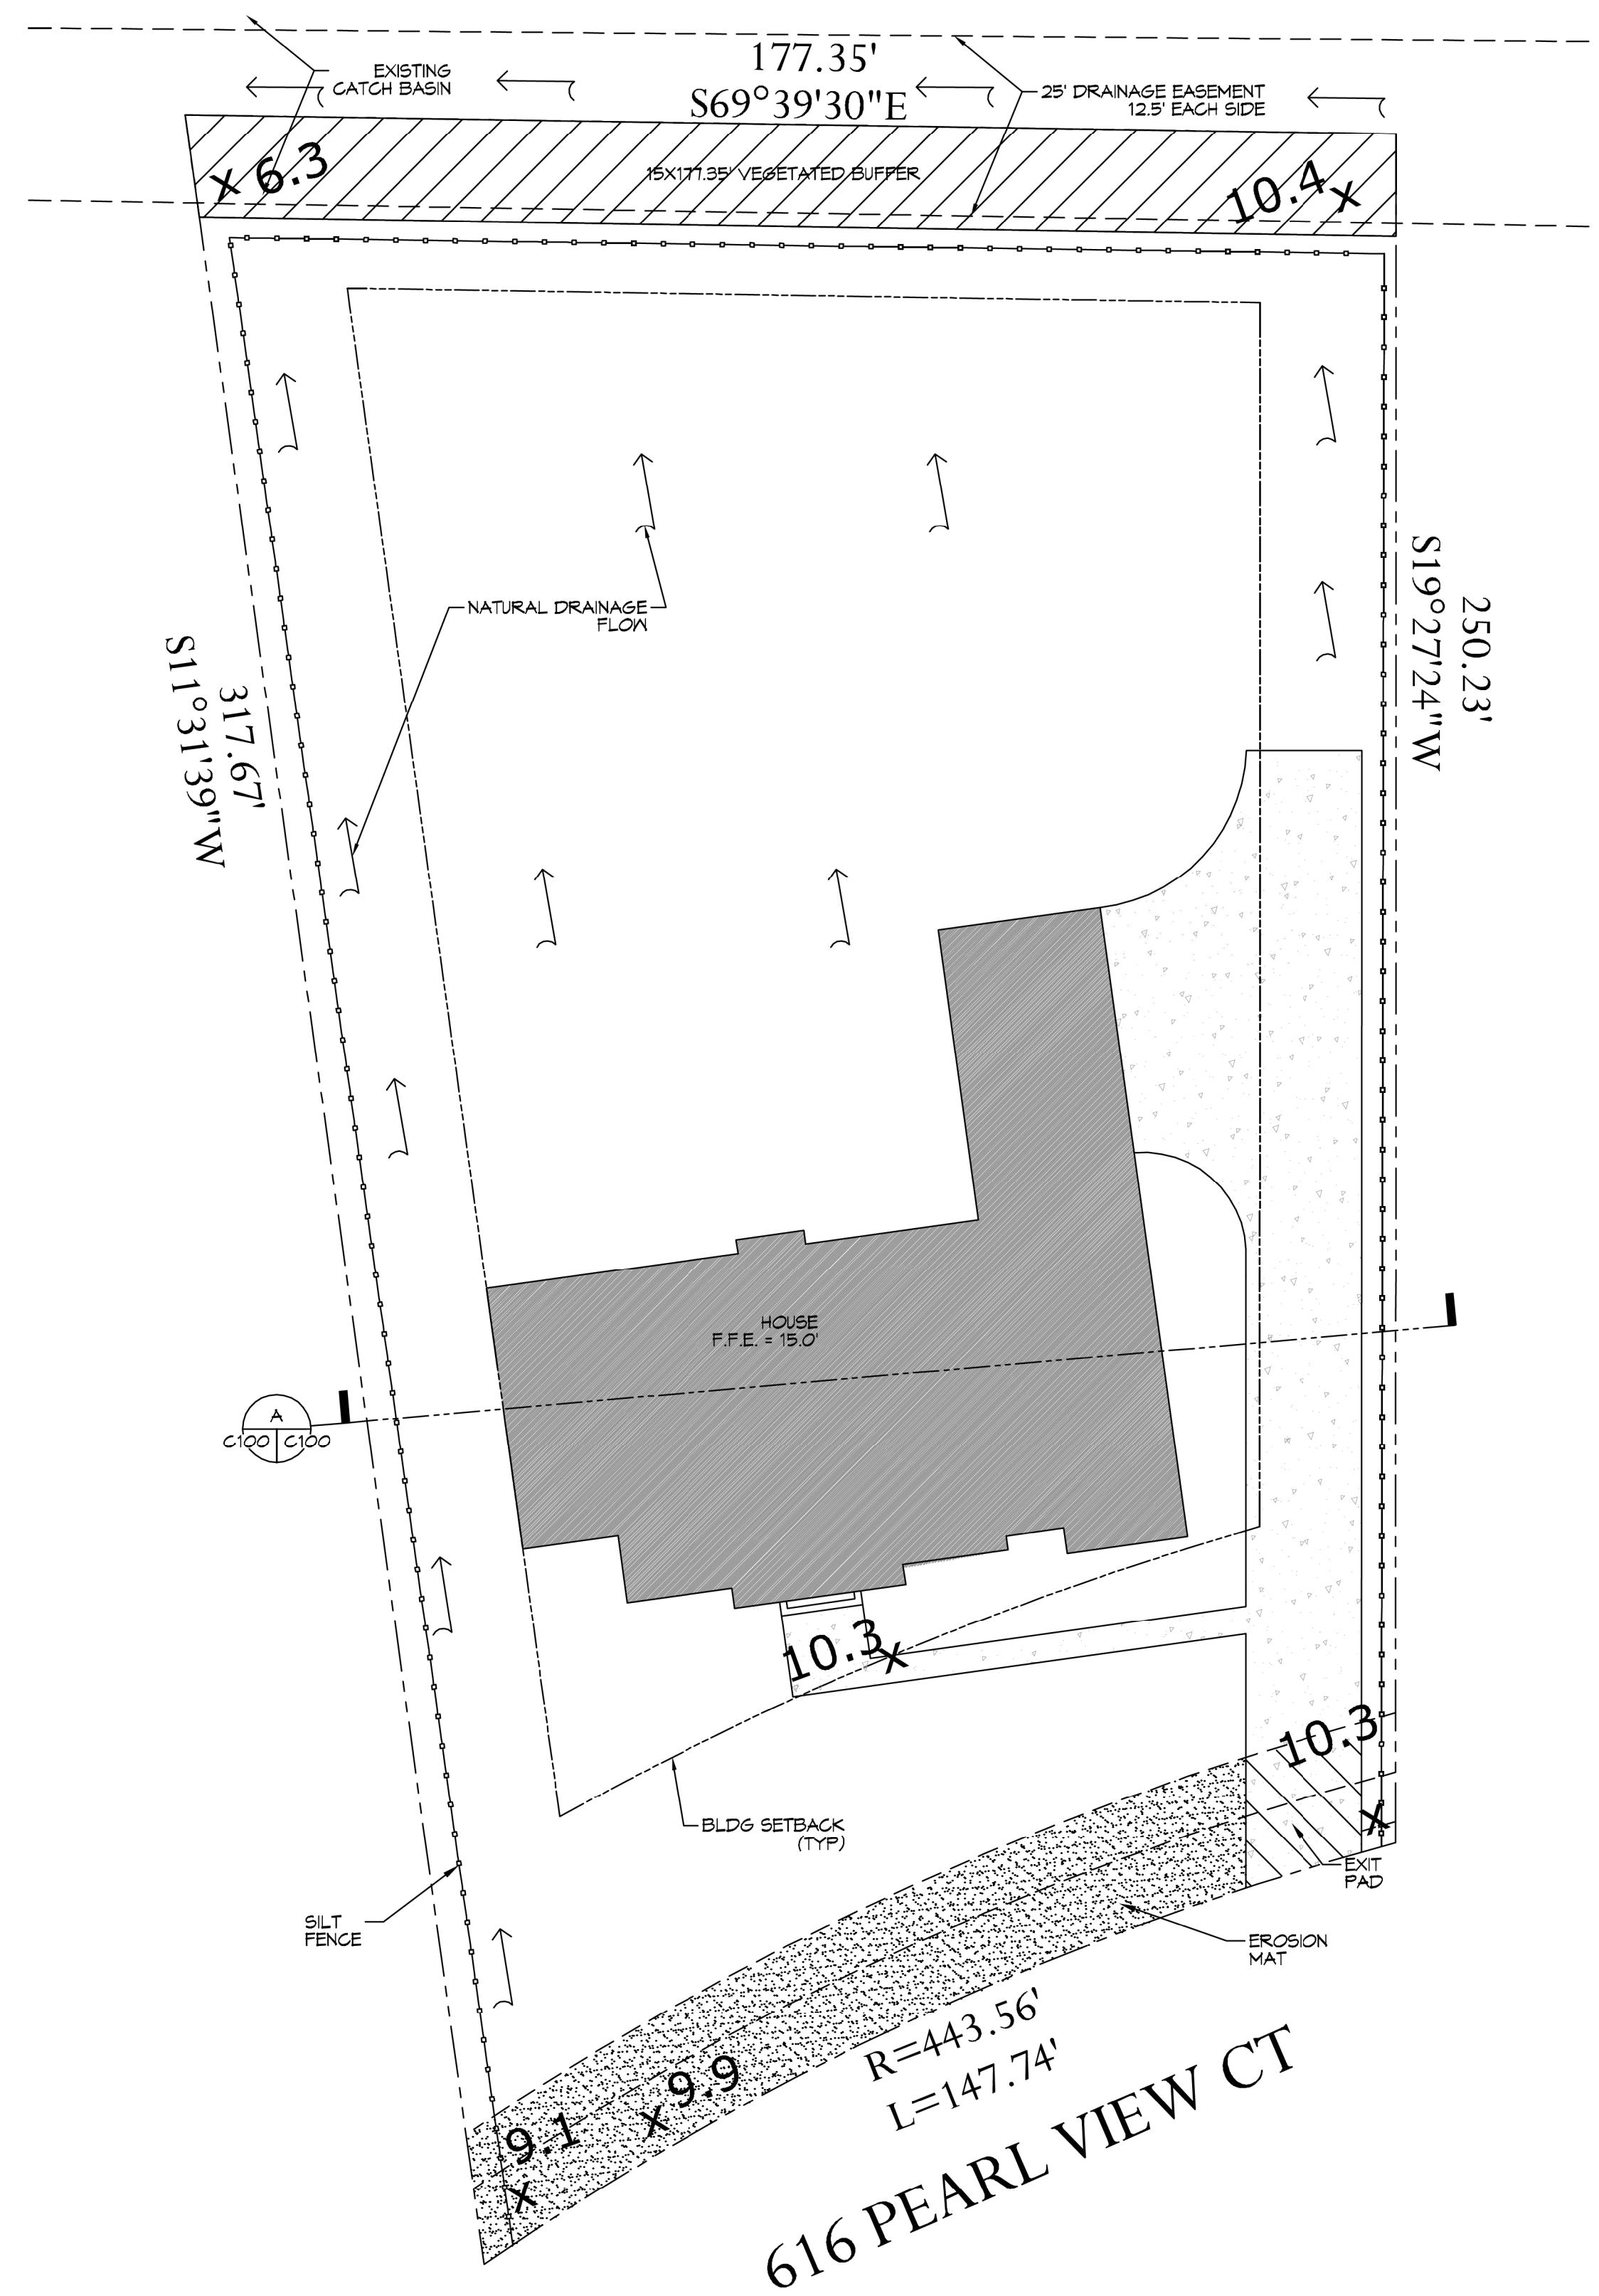 177.35'
S69°39'30"E
EXISTING
CATCH BASIN
25' DRAINAGE EASEMENT
12.5' EACH SIDE
x 6.3
15X177.35' VEGETATED BUFFER
10.4 x
NATURAL DRAINAGE
FLOW
250.23'
S19°27'24"W
317.67'
S11°31'39"W
HOUSE
F.F.E. = 15.0'
A
C100 C100
10.3 x
10.3
x
BLDG SETBACK
(TYP)
EXIT
PAD
SILT
FENCE
EROSION
MAT
R=443.56'
L=147.74'
x 9.9
9.1
x
616 PEARL VIEW CT